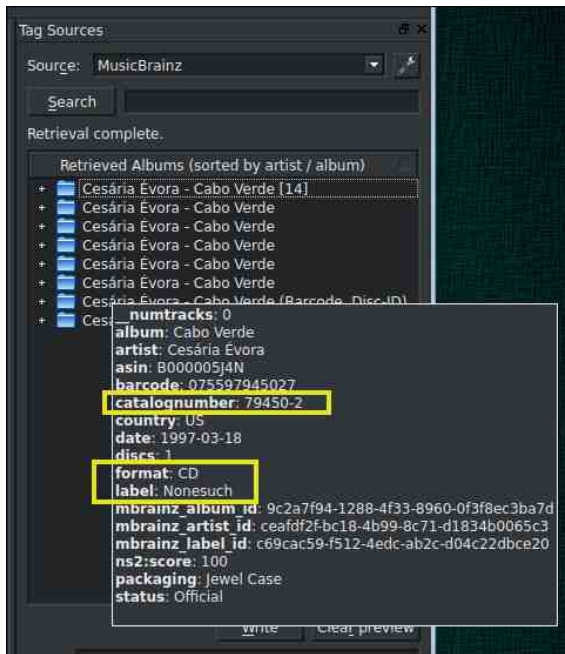 Tag Sources
Source: MusicBrainz
Search
Retrieval complete.
Retrieved Albums (sorted by artist / album)
Cesária Évora - Cabo Verde [14]
Cesária Évora - Cabo Verde
Cesária Évora - Cabo Verde
Cesária Évora - Cabo Verde
Cesária Évora - Cabo Verde
Cesária Évora - Cabo Verde
Cesária Évora - Cabo Verde (Barcode, Disc-ID)
Cesá
__numtracks: 0
album: Cabo Verde
artist: Cesária Évora
asin: B000005J4N
barcode: 075597945027
catalognumber: 79450-2
country: US
date: 1997-03-18
discs: 1
format: CD
label: Nonesuch
mbrainz_album_id: 9c2a7f94-1288-4f33-8960-0f3f8ec3ba7d
mbrainz_artist_id: ceafdf2f-bc18-4b99-8c71-d1834b0065c3
mbrainz_label_id: c69cac59-f512-4edc-ab2c-d04c22dbce20
ns2:score: 100
packaging: Jewel Case
status: Official
Write Clear preview